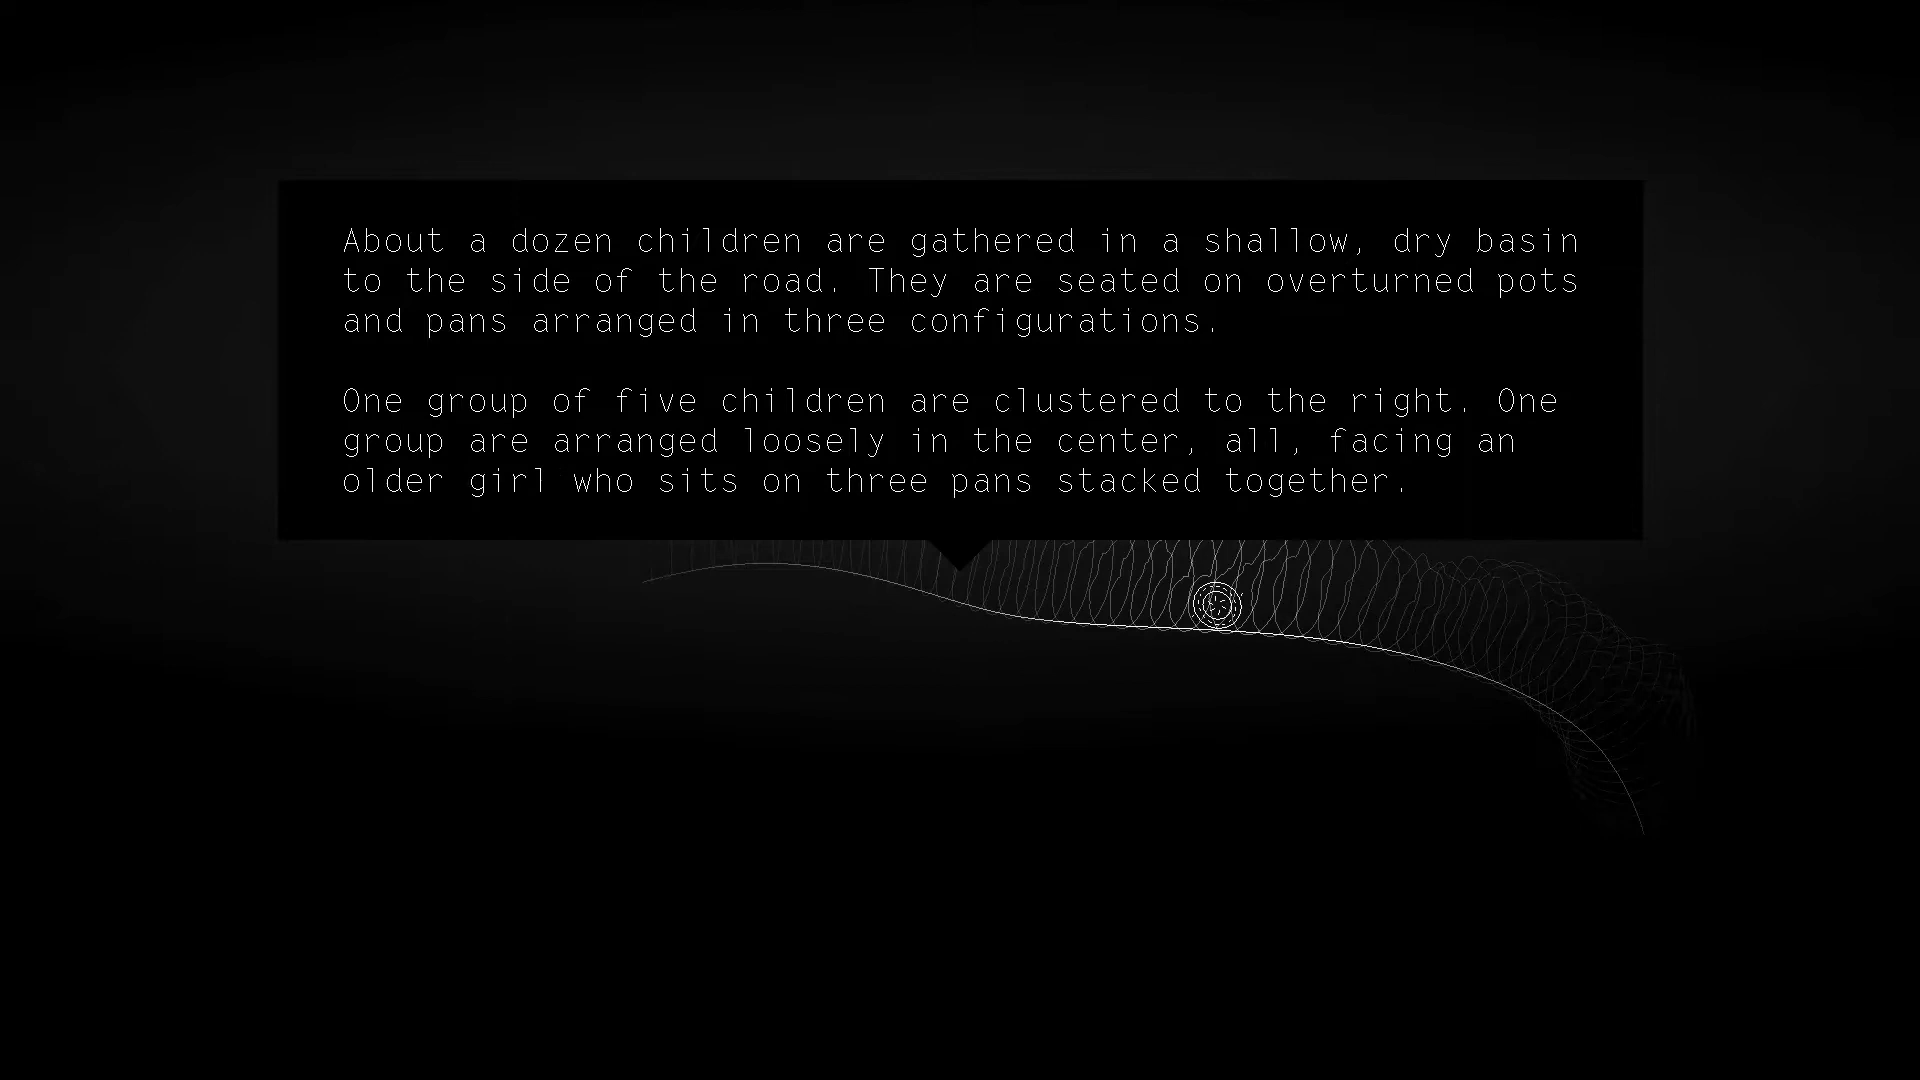 About a dozen children are gathered in a shallow, dry basin
to the side of the road. They are seated on overturned pots
and pans arranged in three configurations.
One group of five children are clustered to the right. One
group are arranged loosely in the center, all, facing an
older girl who sits on three pans stacked together.